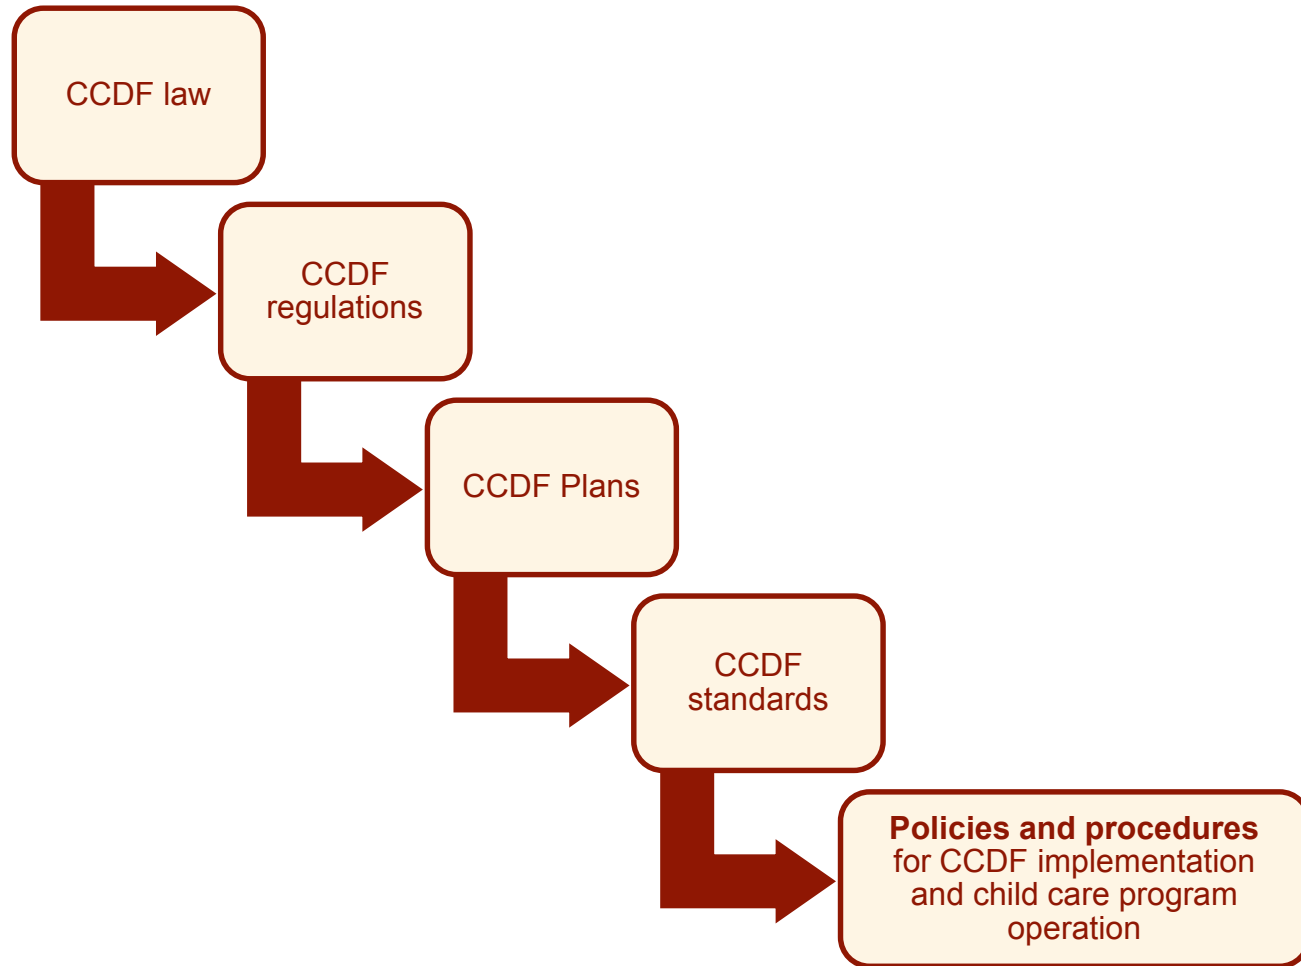 CCDF law
CCDF
regulations
CCDF Plans
CCDF
standards
Policies and procedures
for CCDF implementation
and child care program
operation